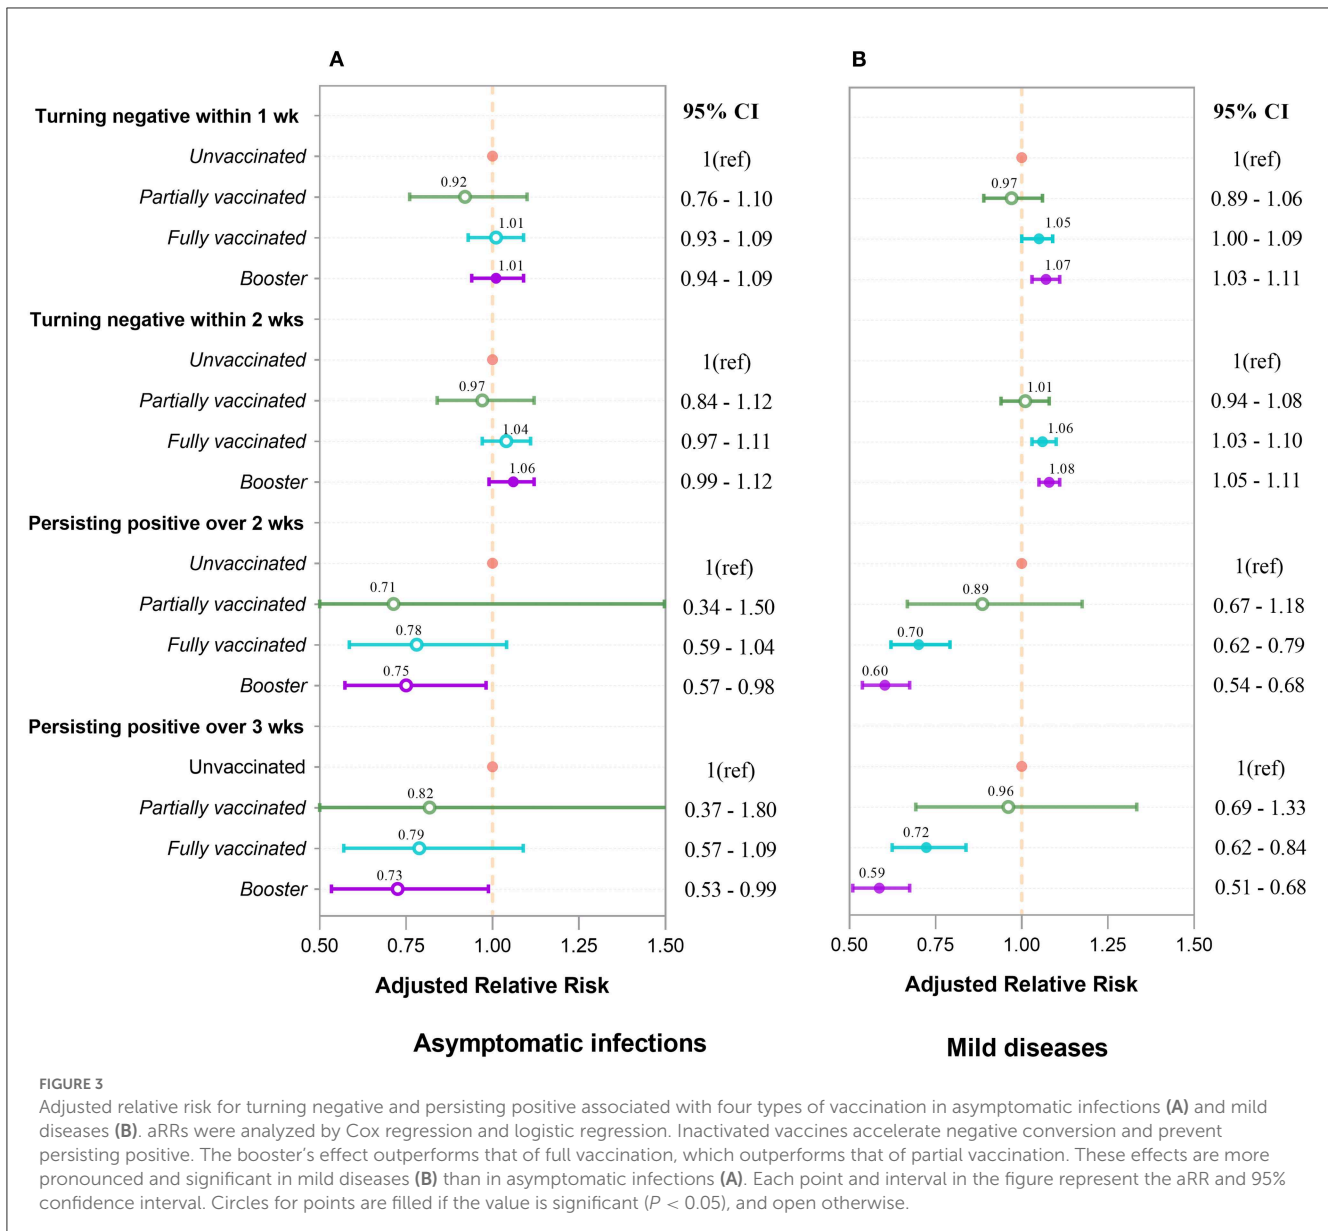 A B
95% CI 95% CI
Turning negative within 1 wk
Unvaccinated 1(ref) 1(ref)
Partially vaccinated 0.92 0.76 - 1.10 0.97 0.89 - 1.06
Fully vaccinated 1.01 0.93 - 1.09 1.05 1.00 - 1.09
Booster 1.01 0.94 - 1.09 1.07 1.03 - 1.11
Turning negative within 2 wks
Unvaccinated 1(ref) 1(ref)
Partially vaccinated 0.97 0.84 - 1.12 1.01 0.94 - 1.08
Fully vaccinated 1.04 0.97 - 1.11 1.06 1.03 - 1.10
Booster 1.06 0.99 - 1.12 1.08 1.05 - 1.11
Persisting positive over 2 wks
Unvaccinated 1(ref) 1(ref)
Partially vaccinated 0.71 0.34 - 1.50 0.89 0.67 - 1.18
Fully vaccinated 0.78 0.59 - 1.04 0.70 0.62 - 0.79
Booster 0.75 0.57 - 0.98 0.60 0.54 - 0.68
Persisting positive over 3 wks
Unvaccinated 1(ref) 1(ref)
Partially vaccinated 0.82 0.37 - 1.80 0.96 0.69 - 1.33
Fully vaccinated 0.79 0.57 - 1.09 0.72 0.62 - 0.84
Booster 0.73 0.53 - 0.99 0.59 0.51 - 0.68
0.50 0.75 1.00 1.25 1.50 0.50 0.75 1.00 1.25 1.50
Adjusted Relative Risk Adjusted Relative Risk
Asymptomatic infections Mild diseases
FIGURE 3
Adjusted relative risk for turning negative and persisting positive associated with four types of vaccination in asymptomatic infections (A) and mild
diseases (B). aRRs were analyzed by Cox regression and logistic regression. Inactivated vaccines accelerate negative conversion and prevent
persisting positive. The booster's effect outperforms that of full vaccination, which outperforms that of partial vaccination. These effects are more
pronounced and significant in mild diseases (B) than in asymptomatic infections (A). Each point and interval in the figure represent the aRR and 95%
confidence interval. Circles for points are filled if the value is significant (P < 0.05), and open otherwise.